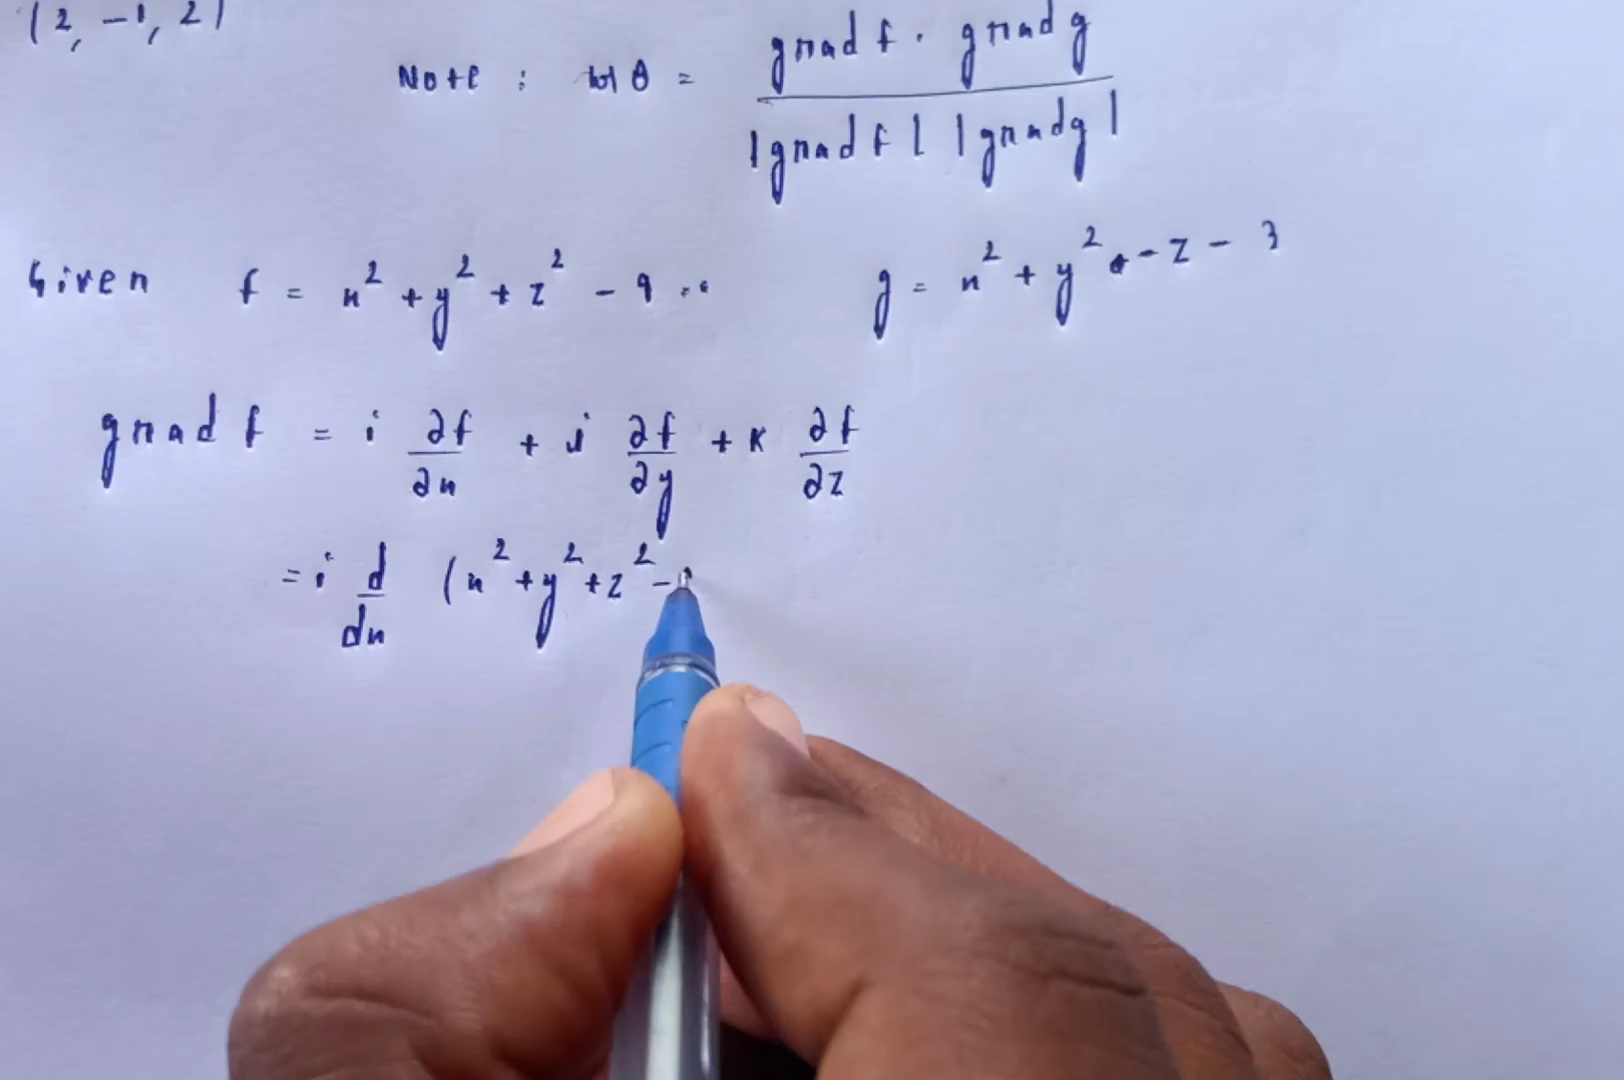 (2, -1, 2)
Note : cos θ = grad f . grad g / |grad f| |grad g|
Given f = x² + y² + z² - 9 g = x² + y² - z - 3
grad f = i ∂f/∂x + j ∂f/∂y + k ∂f/∂z
= i d/dx (x² + y² + z² -